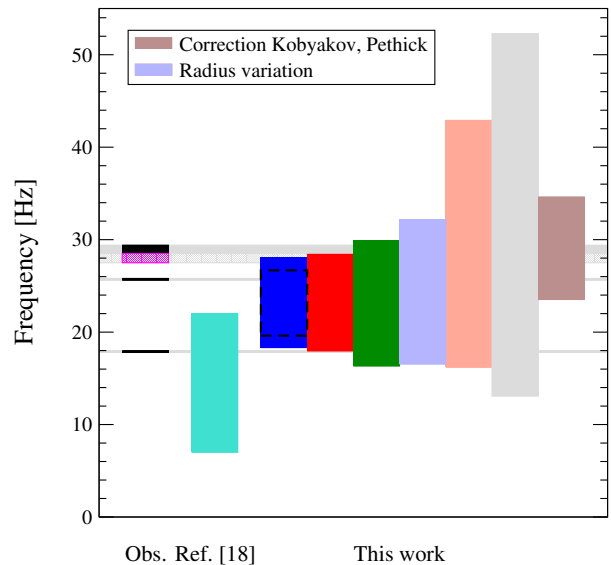 50
40
30
20
10
0
Frequency [Hz]
Correction Kobyakov, Pethick
Radius variation
Obs. Ref. [18] This work